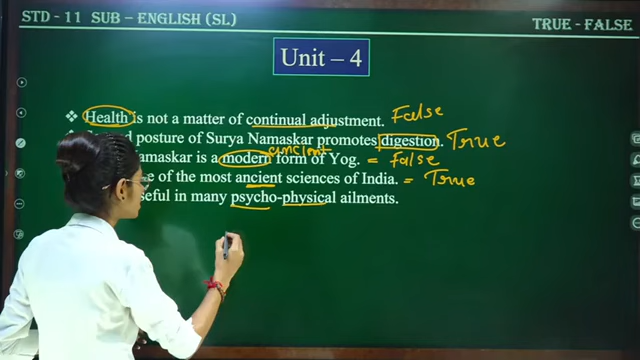 STD - 11 SUB – ENGLISH (SL)
TRUE - FALSE
Unit – 4
❖ Health is not a matter of continual adjustment. False
posture of Surya Namaskar promotes digestion. True
ancient
amaskar is a modern form of Yog. = False
e of the most ancient sciences of India. = True
seful in many psycho-physical ailments.